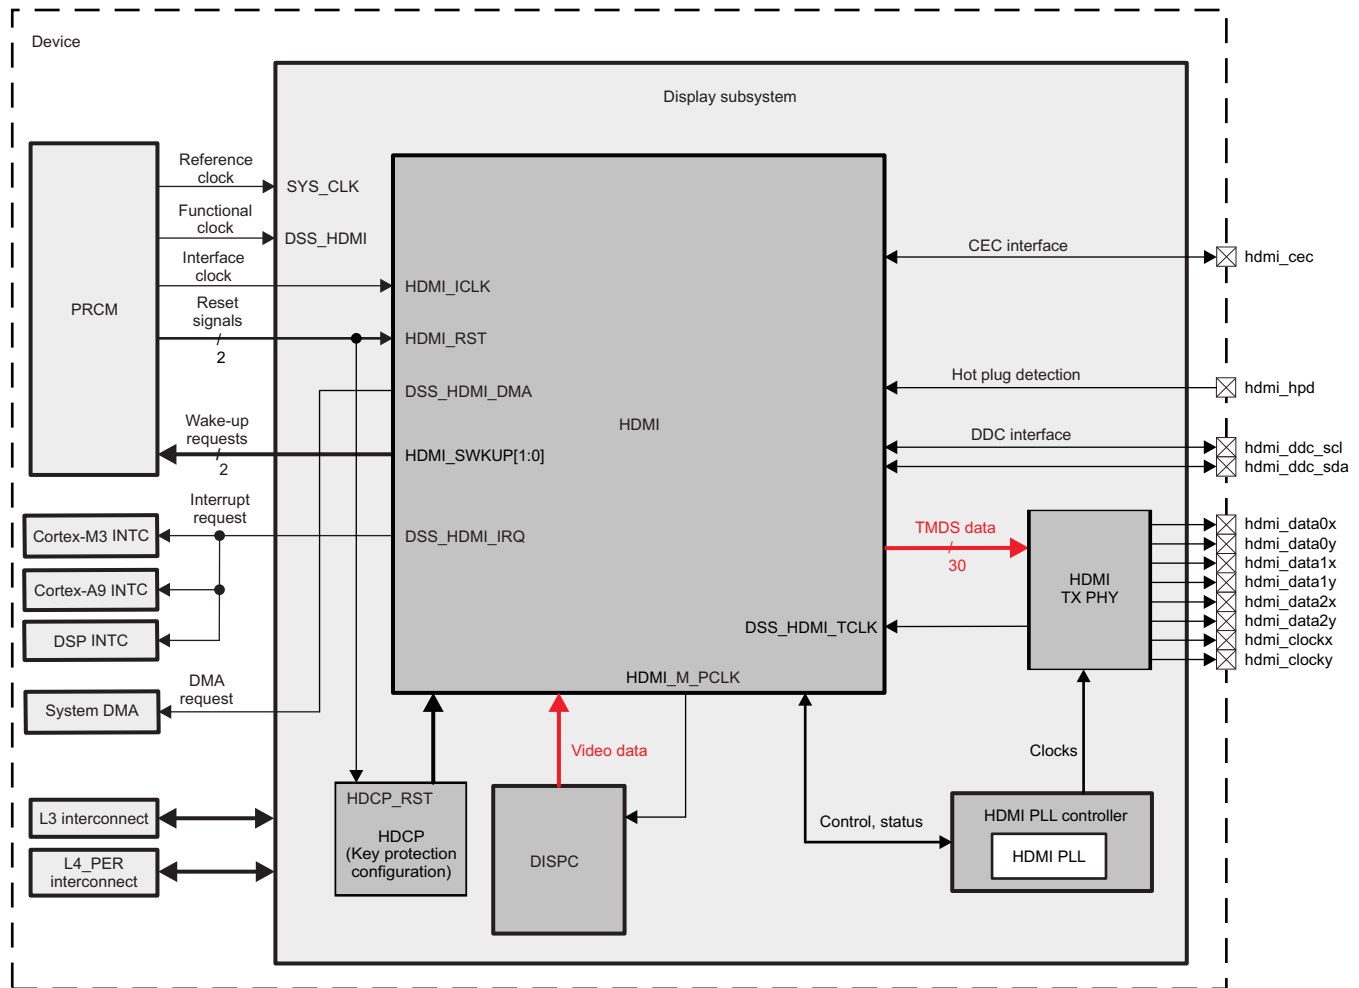 Device
Display subsystem
Reference
clock
SYS_CLK
Functional
clock
DSS_HDMI
Interface
clock
HDMI_ICLK
PRCM
Reset
signals
2
HDMI_RST
DSS_HDMI_DMA
HDMI
Wake-up
requests
2
HDMI_SWKUP[1:0]
Interrupt
request
DSS_HDMI_IRQ
Cortex-M3 INTC
Cortex-A9 INTC
DSP INTC
DMA
request
System DMA
CEC interface
hdmi_cec
Hot plug detection
hdmi_hpd
DDC interface
hdmi_ddc_scl
hdmi_ddc_sda
TMDS data
30
HDMI
TX PHY
hdmi_data0x
hdmi_data0y
hdmi_data1x
hdmi_data1y
hdmi_data2x
hdmi_data2y
hdmi_clockx
hdmi_clocky
DSS_HDMI_TCLK
HDMI_M_PCLK
Video data
Clocks
L3 interconnect
L4_PER
interconnect
HDCP_RST
HDCP
(Key protection
configuration)
DISPC
Control, status
HDMI PLL controller
HDMI PLL